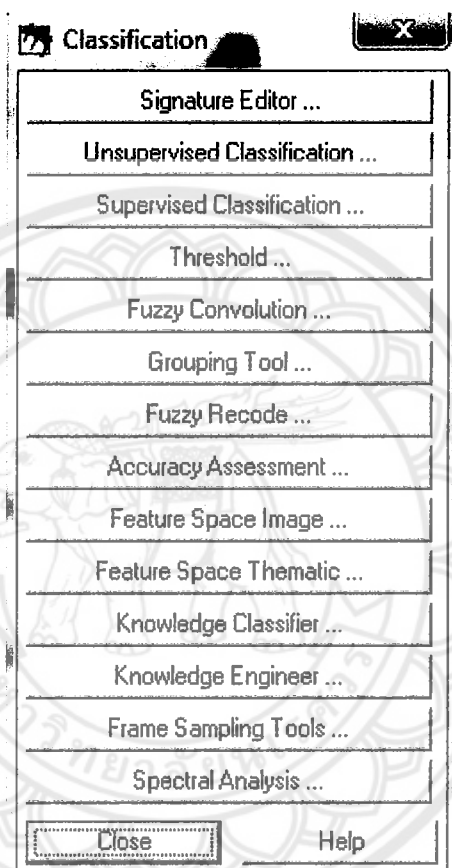 Classification
Signature Editor ...
Unsupervised Classification ...
Supervised Classification ...
Threshold ...
Fuzzy Convolution ...
Grouping Tool ...
Fuzzy Recode ...
Accuracy Assessment ...
Feature Space Image ...
Feature Space Thematic ...
Knowledge Classifier ...
Knowledge Engineer ...
Frame Sampling Tools ...
Spectral Analysis ...
Close Help